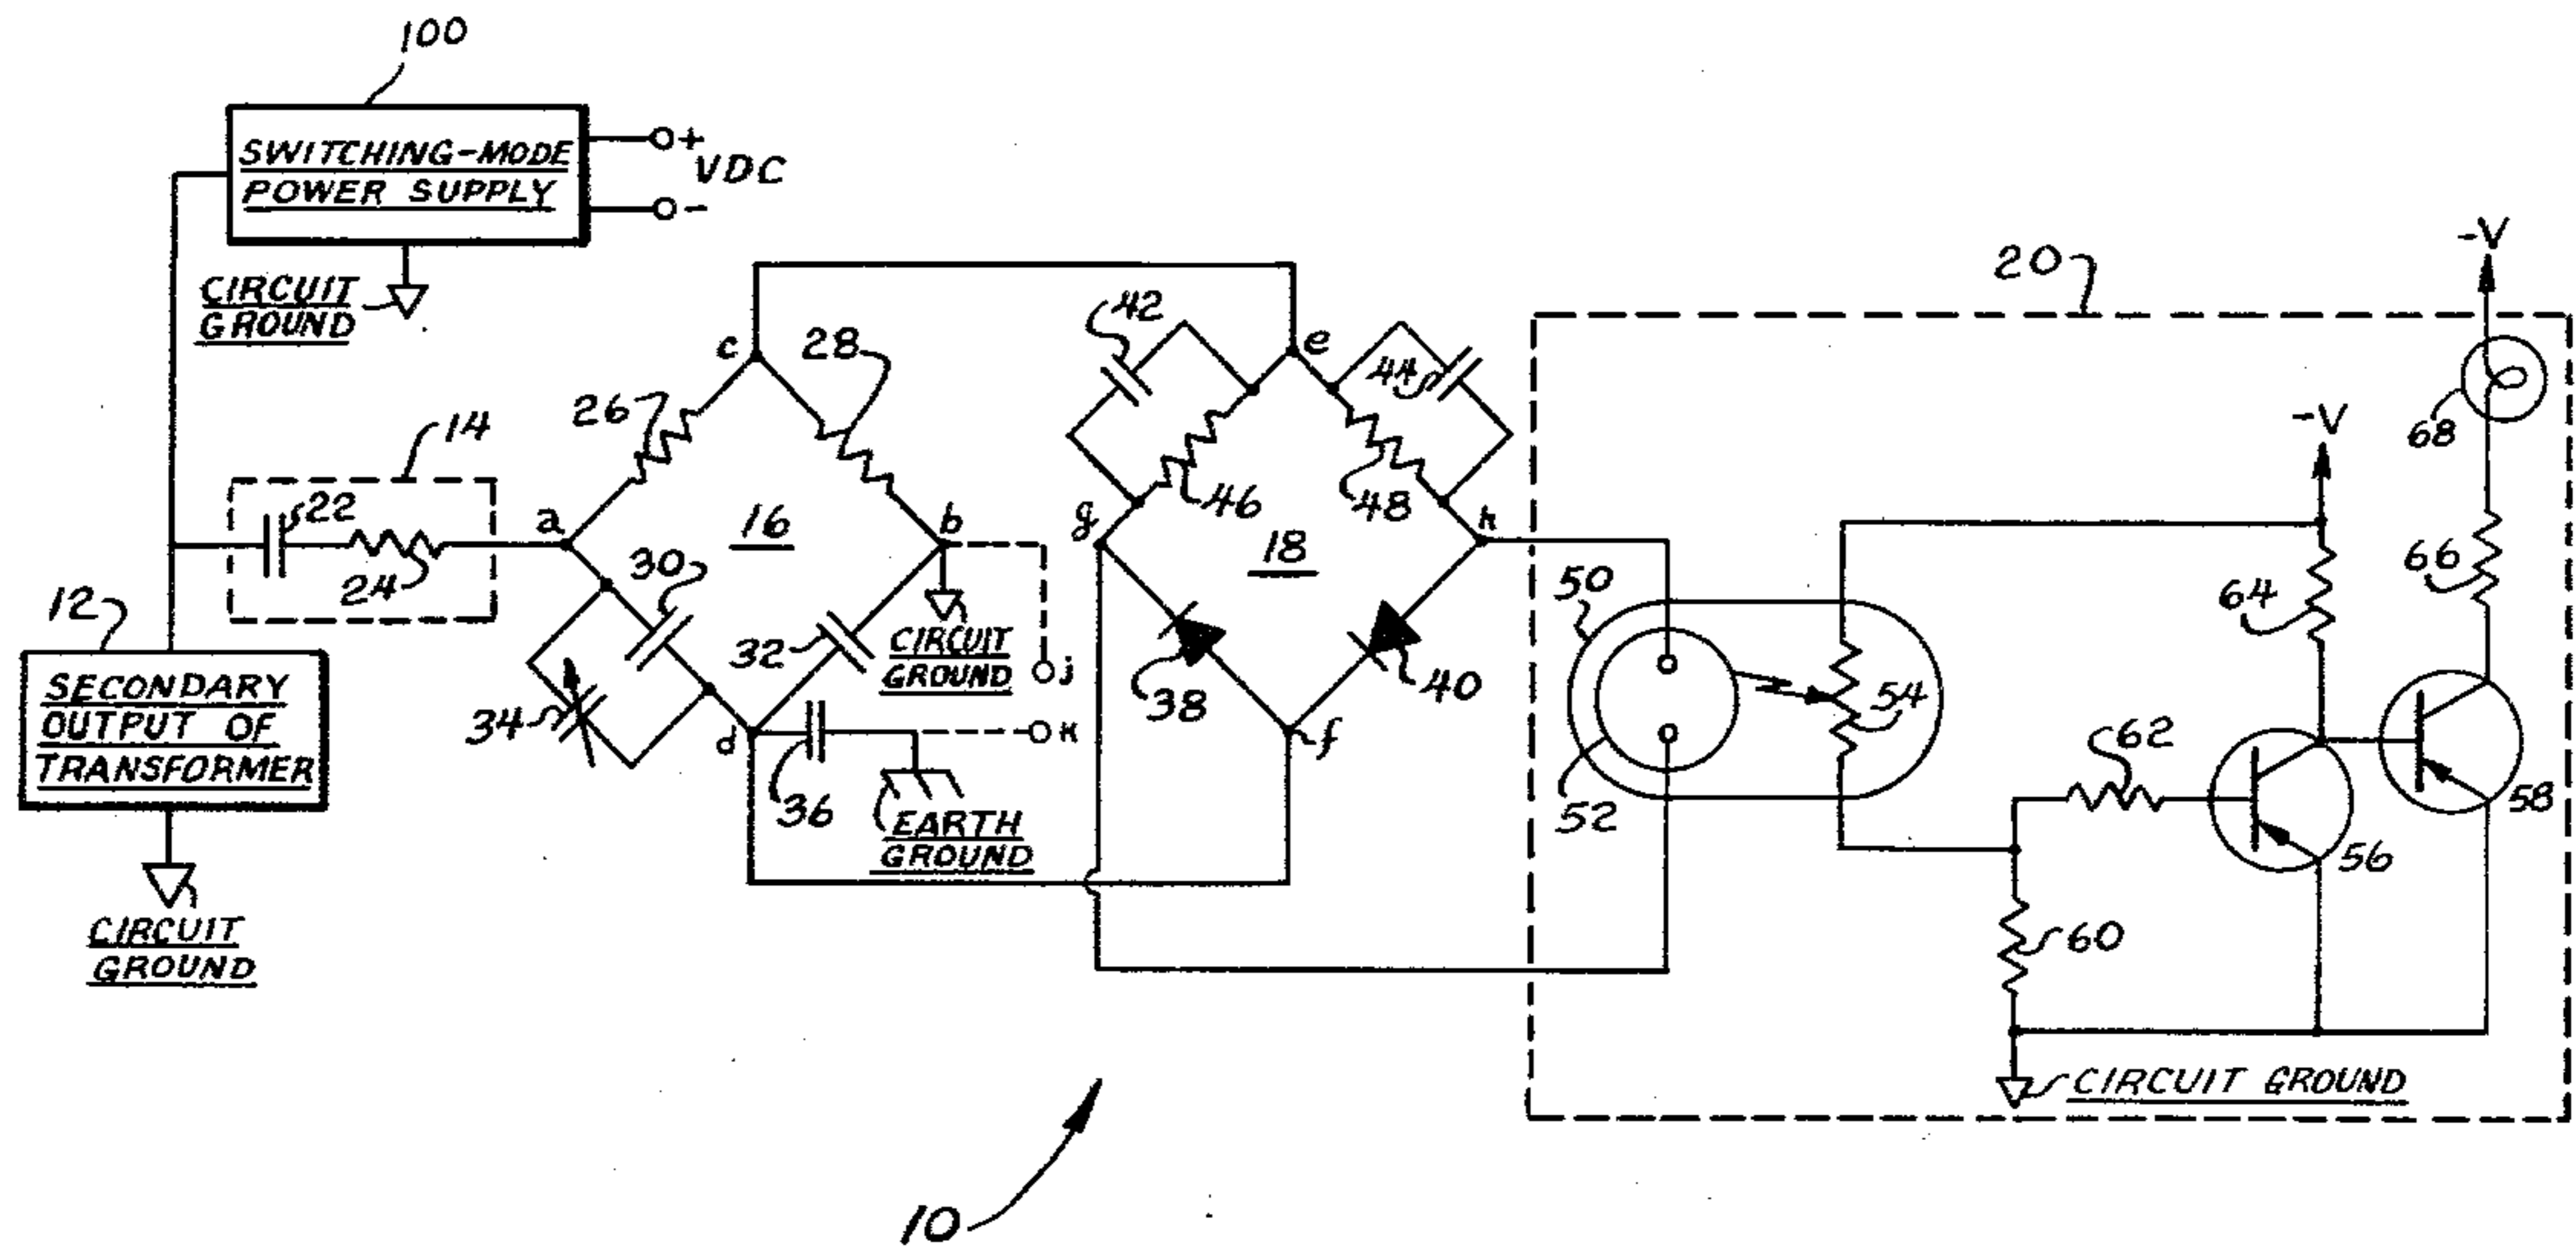 100
SWITCHING-MODE
POWER SUPPLY
+
VDC
-
CIRCUIT
GROUND
20
-V
42
c
28
e
44
26
68
14
-V
22
46
48
a
16
b
g
18
h
24
30
50
66
64
12
32
CIRCUIT
GROUND
j
38
40
54
SECONDARY
OUTPUT OF
TRANSFORMER
34
d
k
f
62
36
52
58
EARTH
GROUND
56
CIRCUIT
GROUND
60
CIRCUIT GROUND
10